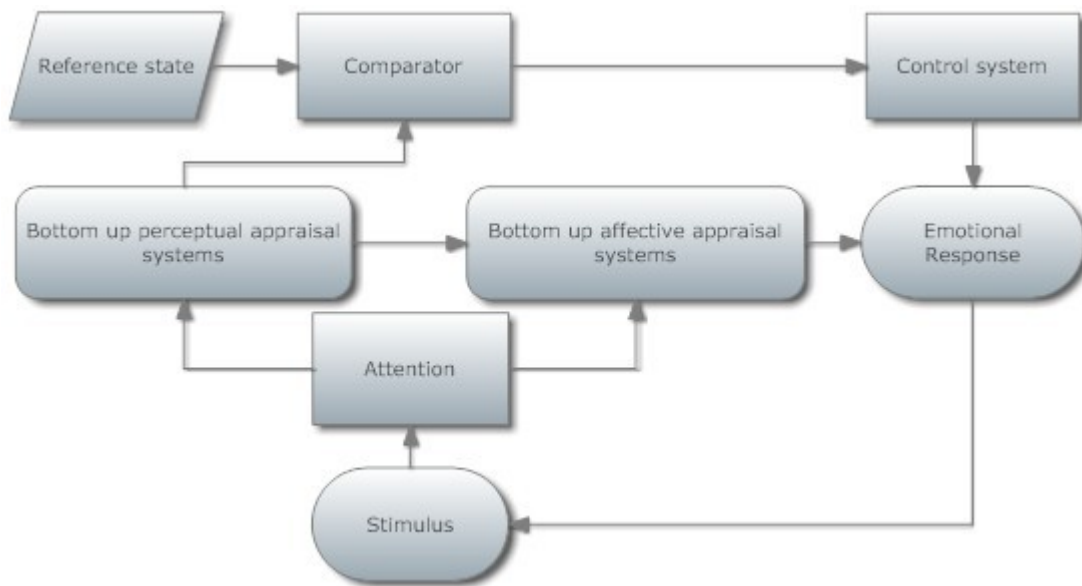 Reference state
Comparator
Control system
Bottom up perceptual appraisal
systems
Bottom up affective appraisal
systems
Emotional
Response
Attention
Stimulus